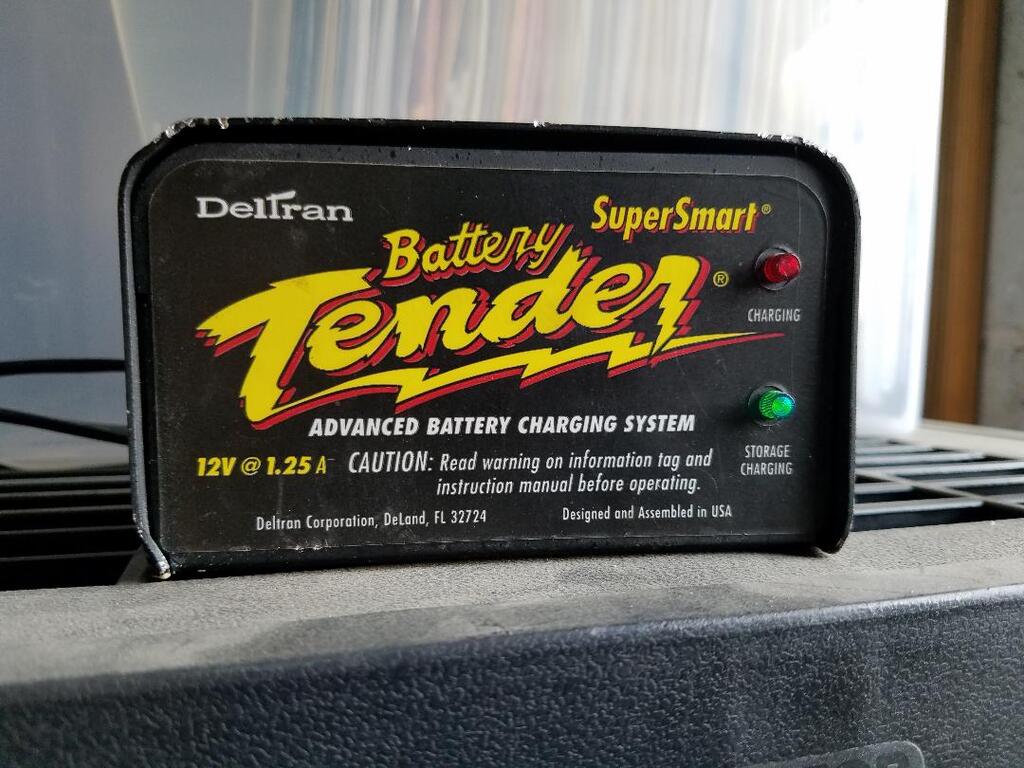 Deltran
SuperSmart®
Battery
Tender®
CHARGING
ADVANCED BATTERY CHARGING SYSTEM
STORAGE
CHARGING
12V @ 1.25 A
CAUTION: Read warning on information tag and
instruction manual before operating.
Deltran Corporation, DeLand, FL 32724
Designed and Assembled in USA